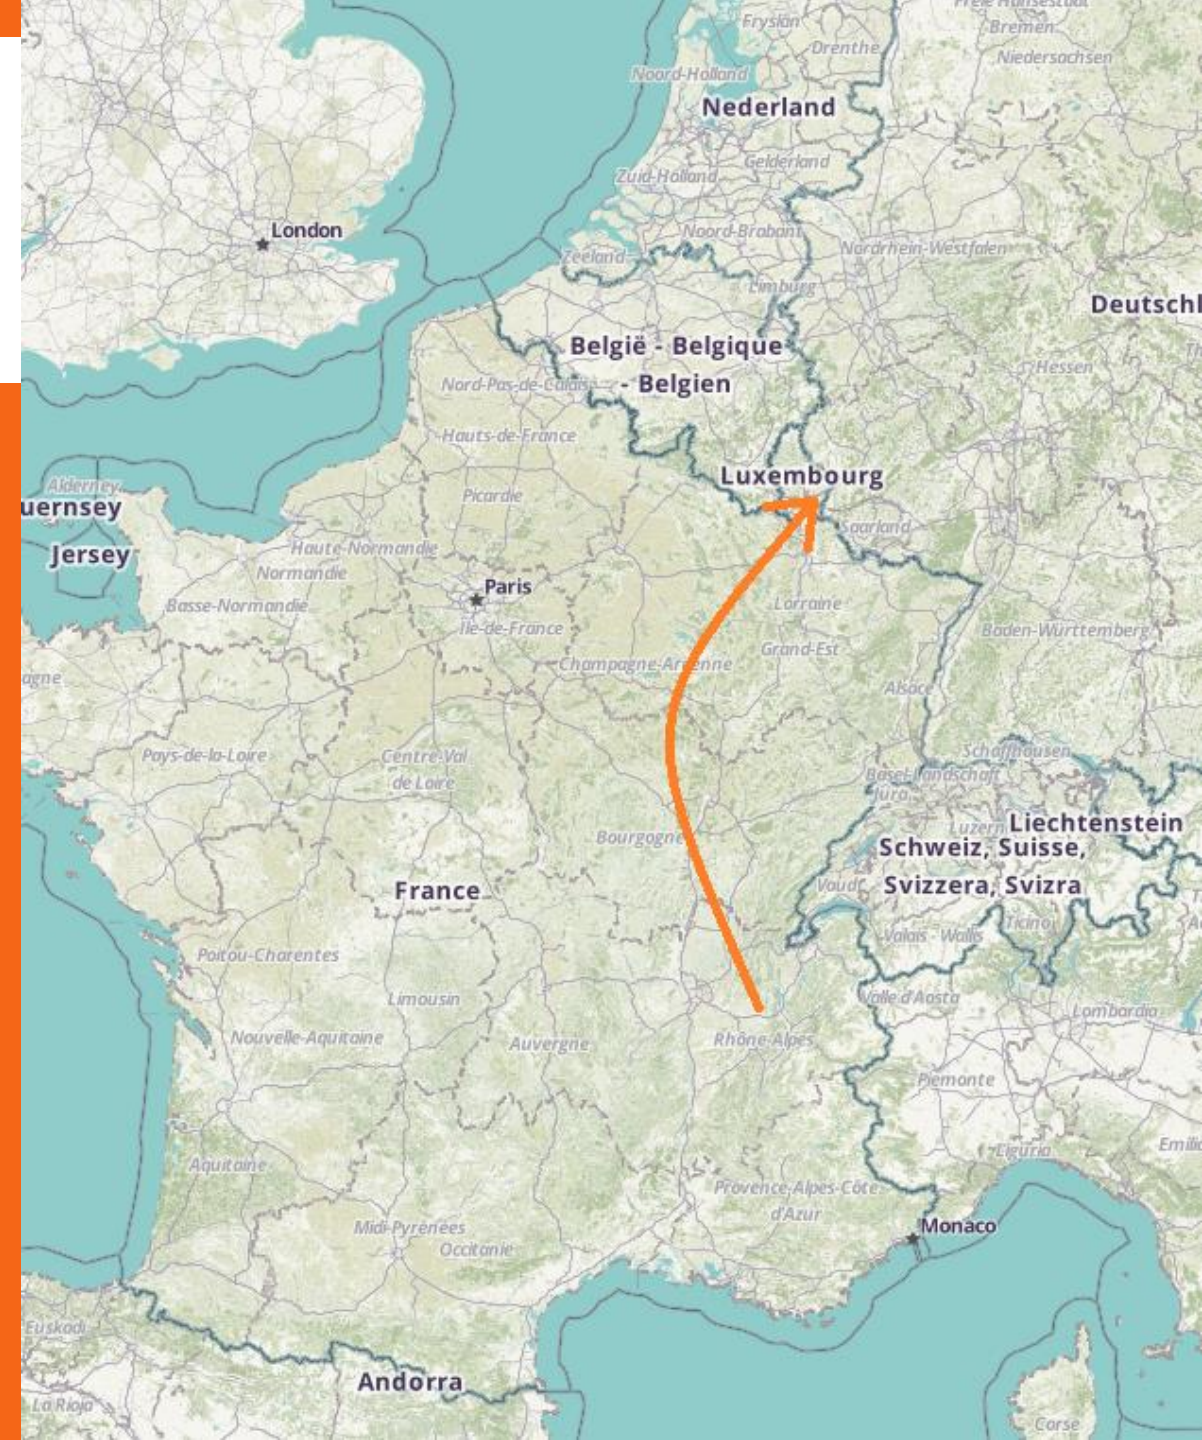 Freie Hansestadt
Bremen
Fryslân
Drenthe
Niedersachsen
Noord-Holland
Nederland
Gelderland
Zuid-Holland
London
Noord-Brabant
Nordrhein-Westfalen
Zeeland
Limburg
Deutschl
België - Belgique
- Belgien
Hessen
Nord-Pas-de-Calais
Hauts-de-France
Luxembourg
Alderney
Picardie
uernsey
Saarland
Jersey
Haute-Normandie
Normandie
Paris
Basse-Normandie
Lorraine
Île-de-France
Baden-Württemberg
Grand-Est
Champagne-Ardenne
agne
Alsace
Pays-de-la-Loire
Centre-Val
de Loire
Schaffhausen
Basel-Landschaft
Jura
Liechtenstein
Luzern
Bourgogne
Schweiz, Suisse,
Svizzera, Svizra
Vaud
France
Ticino
Valais - Wallis
Poitou-Charentes
Limousin
Valle d'Aosta
Lombardia
Nouvelle-Aquitaine
Auvergne
Rhône-Alpes
Piemonte
Liguria
Emili
Aquitaine
Provence-Alpes-Côte
d'Azur
Midi-Pyrénées
Monaco
Occitanie
Euskadi
Andorra
La Rioja
Corse